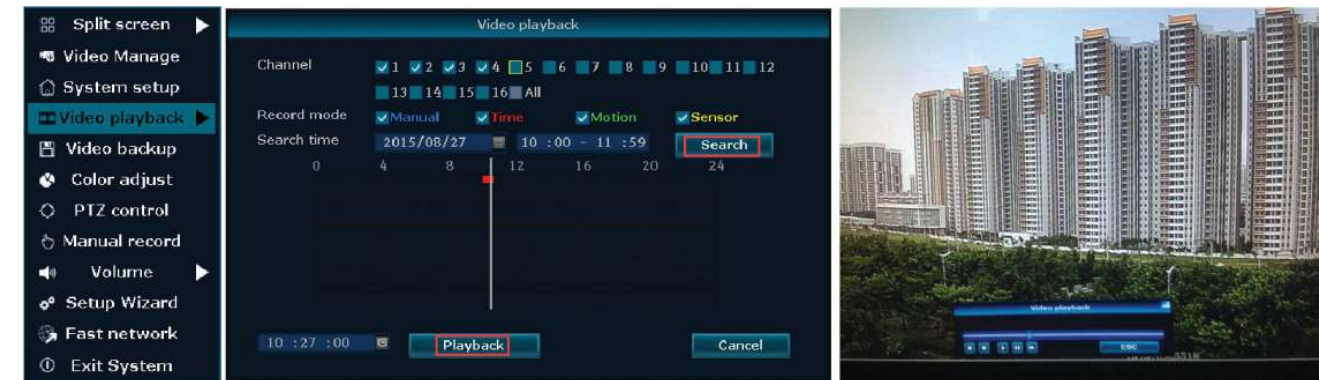 Split screen
Video Manage
System setup
Video playback
Video backup
Color adjust
PTZ control
Manual record
Volume
Setup Wizard
Fast network
Exit System
Video playback
Channel 1 2 3 4 5 6 7 8 9 10 11 12
13 14 15 16 All
Record mode Manual Time Motion Sensor
Search time 2015/08/27 10 :00 - 11 :59 Search
0 4 8 12 16 20 24
10 :27 :00 Playback Cancel
Video playback
ESC
5518